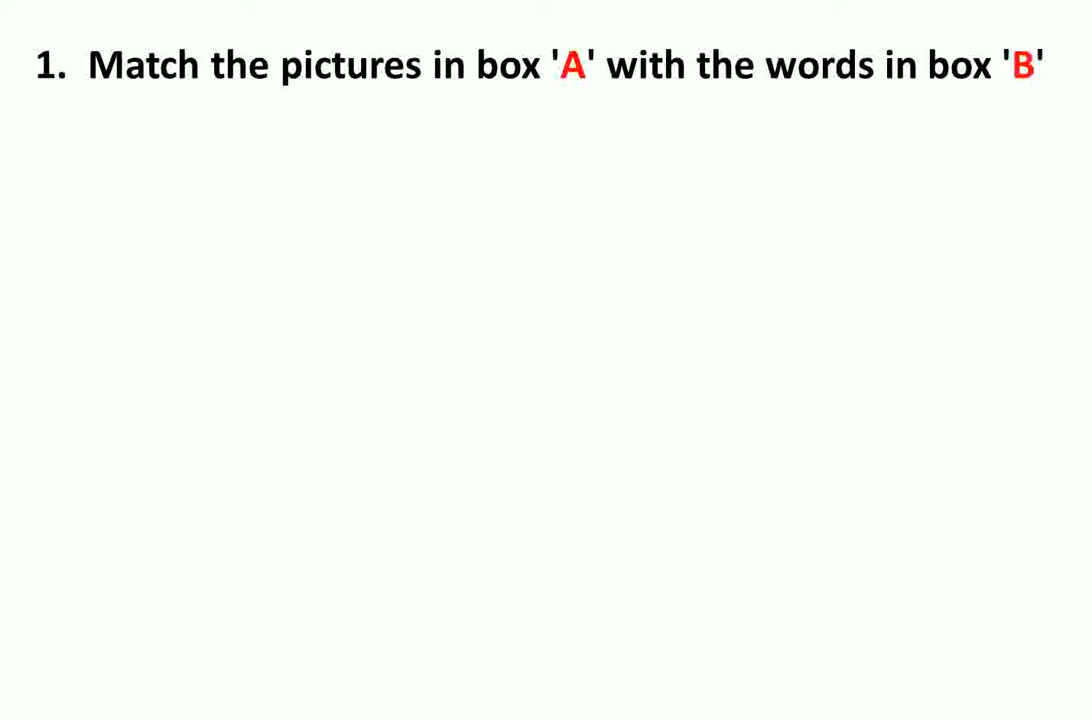 1. Match the pictures in box 'A' with the words in box 'B'